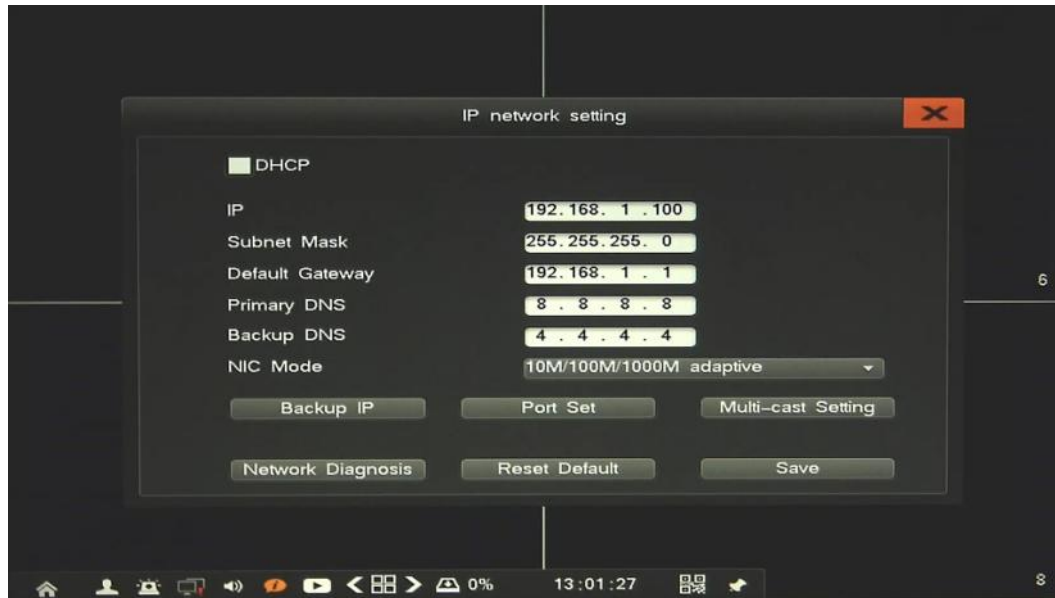 IP network setting
DHCP
IP 192.168. 1 .100
Subnet Mask 255.255.255. 0
Default Gateway 192.168. 1 . 1
Primary DNS 8 . 8 . 8 . 8
Backup DNS 4 . 4 . 4 . 4
NIC Mode 10M/100M/1000M adaptive
Backup IP Port Set Multi-cast Setting
Network Diagnosis Reset Default Save
6
0% 13:01:27
8